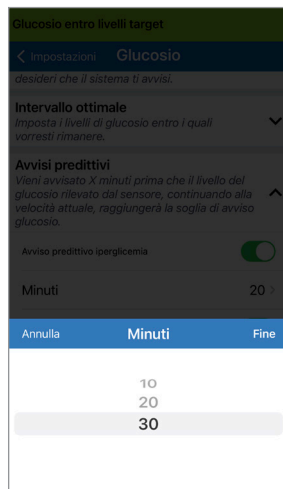 Glucosio entro livelli target
Impostazioni Glucosio
desideri che il sistema ti avvisi.
Intervallo ottimale
Imposta i livelli di glucosio entro i quali
vorresti rimanere.
Avvisi predittivi
Vieni avvisato X minuti prima che il livello del
glucosio rilevato dal sensore, continuando alla
velocità attuale, raggiungerà la soglia di avviso
glucosio.
Avviso predittivo iperglicemia
Minuti 20
Annulla Minuti Fine
10
20
30